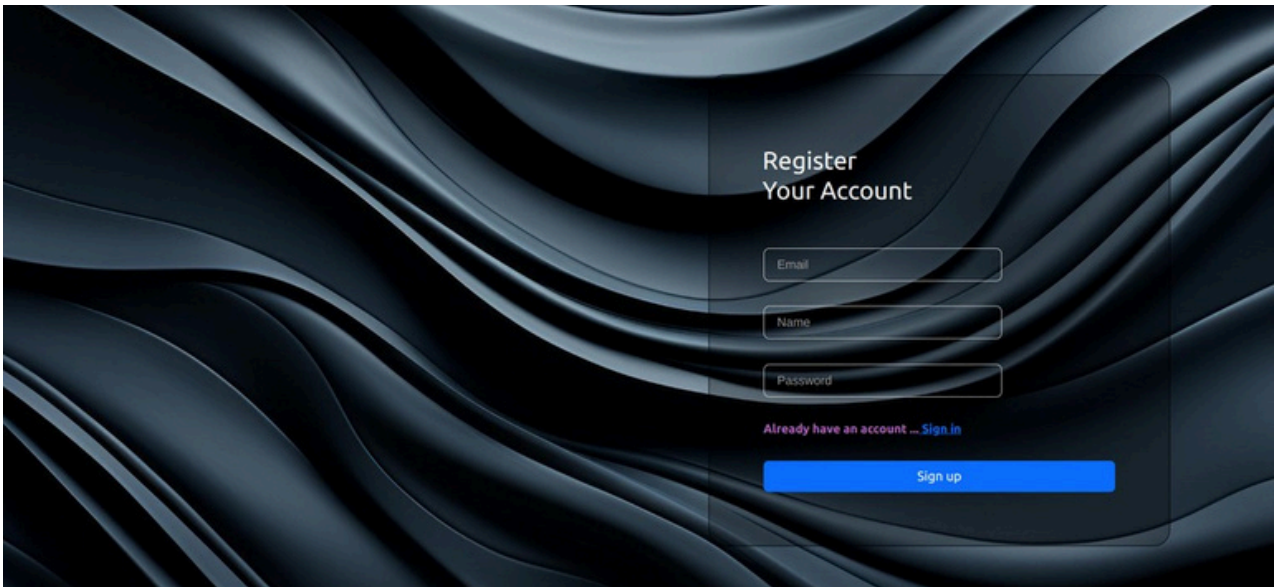 Register
Your Account
Email
Name
Password
Already have an account ... Sign in
Sign up